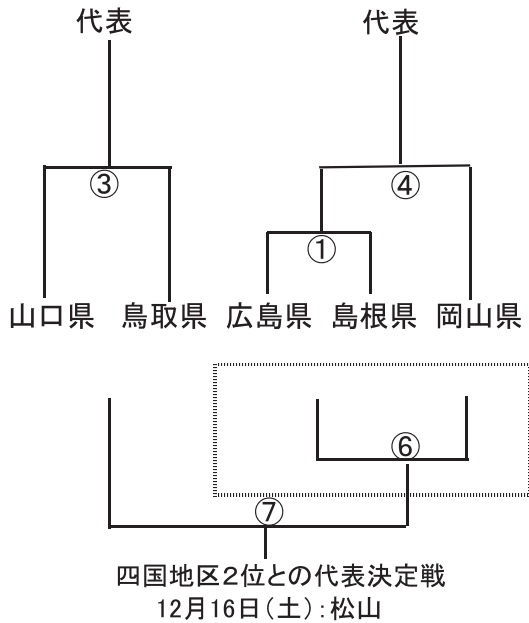 代表 代表
③ ④
①
山口県 鳥取県 広島県 島根県 岡山県
⑥
⑦
四国地区２位との代表決定戦
12月16日(土):松山